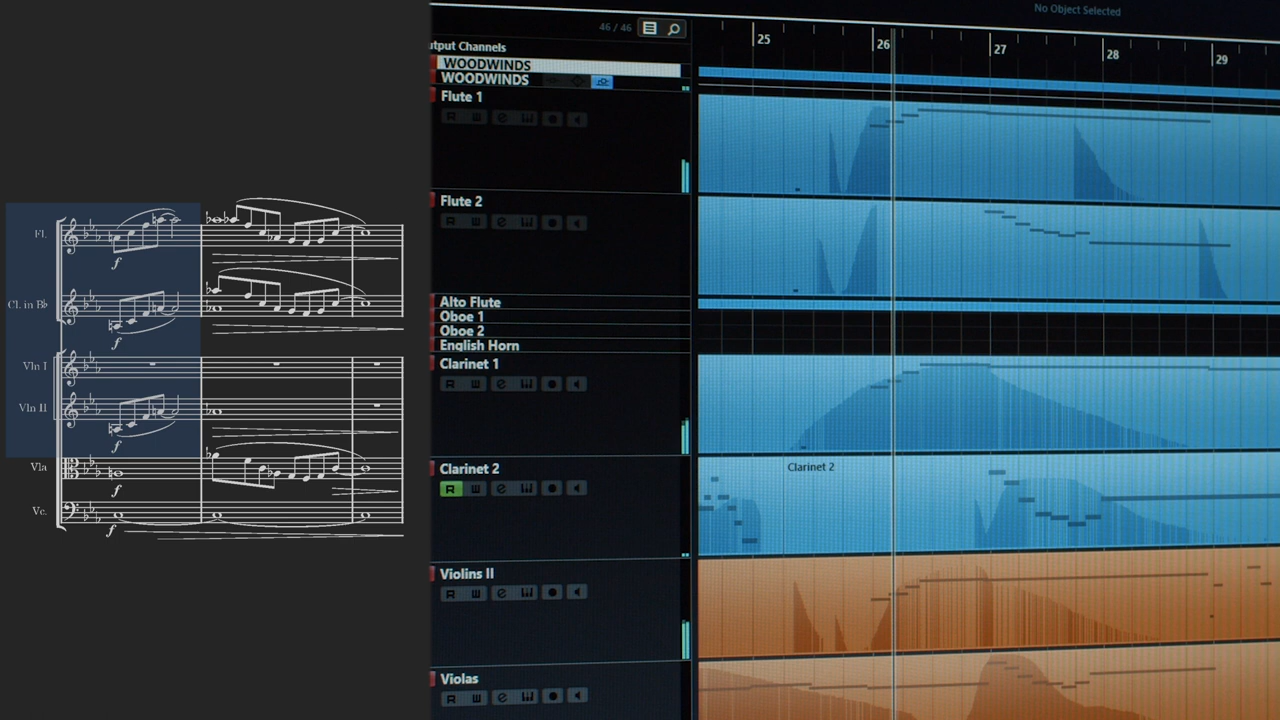 No Object Selected
46 / 46
tput Channels
WOODWINDS
WOODWINDS
Flute 1
Flute 2
Alto Flute
Oboe 1
Oboe 2
English Horn
Clarinet 1
Clarinet 2
Violins II
Violas
25
26
27
28
29
Clarinet 2
Fl.
f
Cl. in B♭
f
Vln I
Vln II
f
Vla
f
Vc.
f